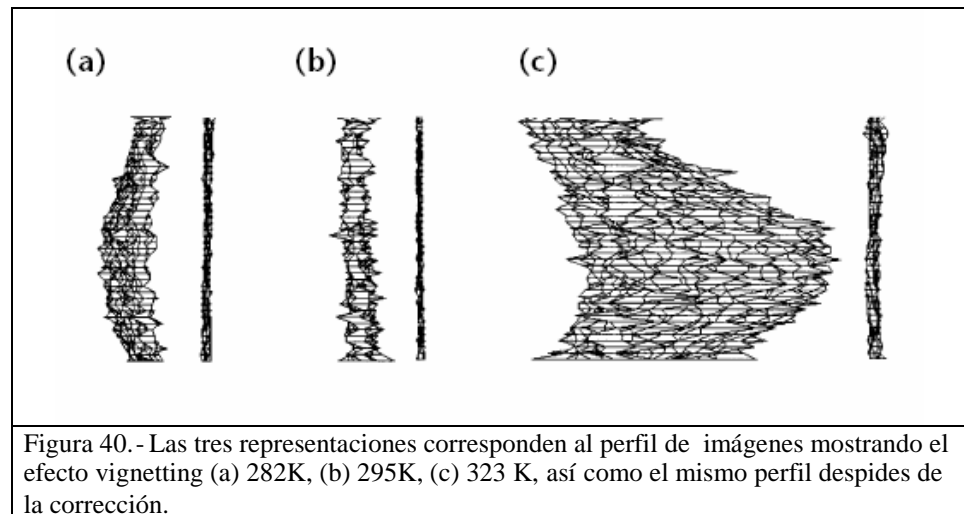 (a) (b) (c)
Figura 40.- Las tres representaciones corresponden al perfil de imágenes mostrando el
efecto vignetting (a) 282K, (b) 295K, (c) 323 K, así como el mismo perfil despides de
la corrección.